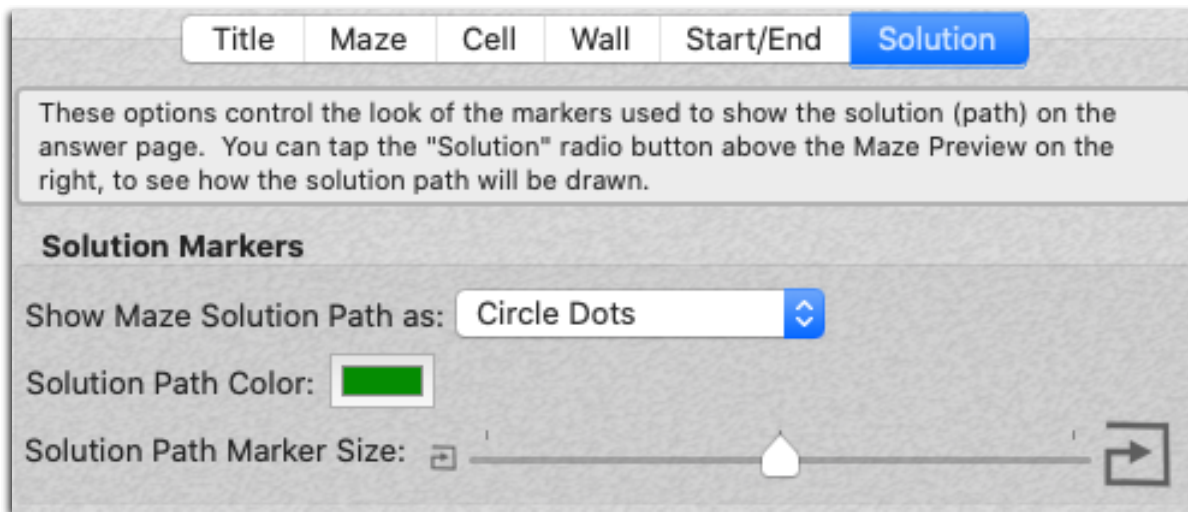 Title Maze Cell Wall Start/End Solution
These options control the look of the markers used to show the solution (path) on the
answer page.  You can tap the "Solution" radio button above the Maze Preview on the
right, to see how the solution path will be drawn.
Solution Markers
Show Maze Solution Path as: Circle Dots
Solution Path Color:
Solution Path Marker Size: